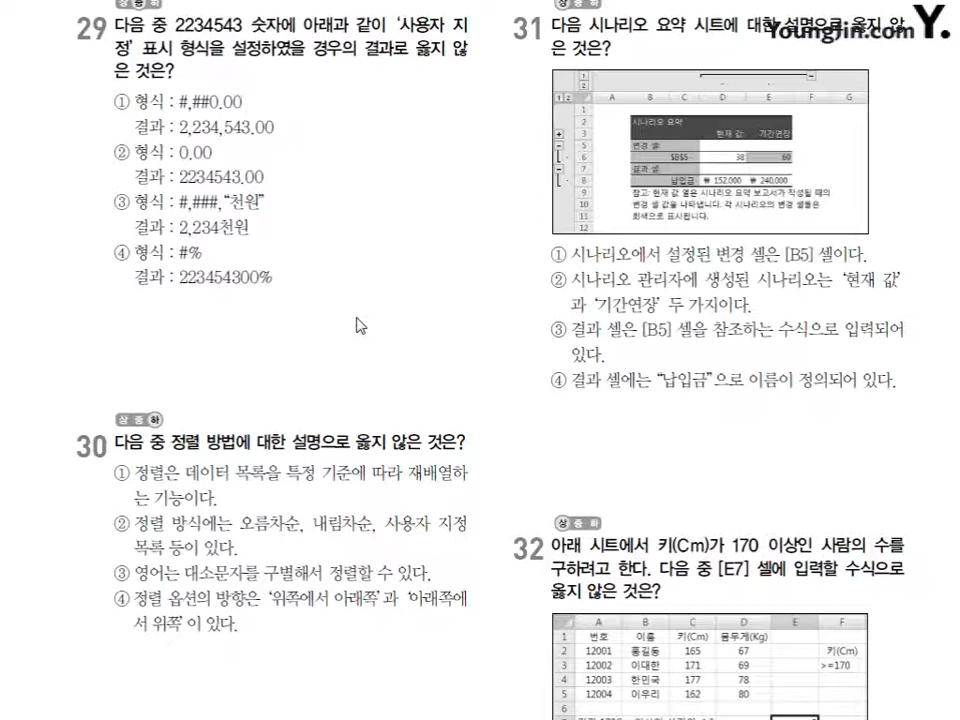 상 중 하
29 다음 중 2234543 숫자에 아래과 같이 ‘사용자 지
정’ 표시 형식을 설정하였을 경우의 결과로 옳지 않
은 것은?
① 형식 : #,##0.00
결과 : 2,234,543.00
② 형식 : 0.00
결과 : 2234543.00
③ 형식 : #,###,“천원”
결과 : 2,234천원
④ 형식 : #%
결과 : 223454300%
상 중 하
30 다음 중 정렬 방법에 대한 설명으로 옳지 않은 것은?
① 정렬은 데이터 목록을 특정 기준에 따라 재배열하
는 기능이다.
② 정렬 방식에는 오름차순, 내림차순, 사용자 지정
목록 등이 있다.
③ 영어는 대소문자를 구별해서 정렬할 수 있다.
④ 정렬 옵션의 방향은 ‘위쪽에서 아래쪽’과 ‘아래쪽에
서 위쪽’이 있다.
YoungJin.com Y.
상 중 하
31 다음 시나리오 요약 시트에 대한 설명으로 옳지 않
은 것은?
1
2
1 2 A B C D E F G
1
2 시나리오 요약
3 현재 값: 기간연장
5 변경 셀:
6 $B$5 38 60
7 결과 셀:
8 납입금 ₩ 152,000 ₩ 240,000
9 참고: 현재 값 열은 시나리오 요약 보고서가 작성될 때의
10 변경 셀 값을 나타냅니다. 각 시나리오의 변경 셀들은
11 회색으로 표시됩니다.
12
① 시나리오에서 설정된 변경 셀은 [B5] 셀이다.
② 시나리오 관리자에 생성된 시나리오는 ‘현재 값’
과 ‘기간연장’ 두 가지이다.
③ 결과 셀은 [B5] 셀을 참조하는 수식으로 입력되어
있다.
④ 결과 셀에는 “납입금”으로 이름이 정의되어 있다.
상 중 하
32 아래 시트에서 키(Cm)가 170 이상인 사람의 수를
구하려고 한다. 다음 중 [E7] 셀에 입력할 수식으로
옳지 않은 것은?
A B C D E F
1 번호 이름 키(Cm) 몸무게(Kg)
2 12001 홍길동 165 67 키(Cm)
3 12002 이대한 171 69 >=170
4 12003 한민국 177 78
5 12004 이우리 162 80
6